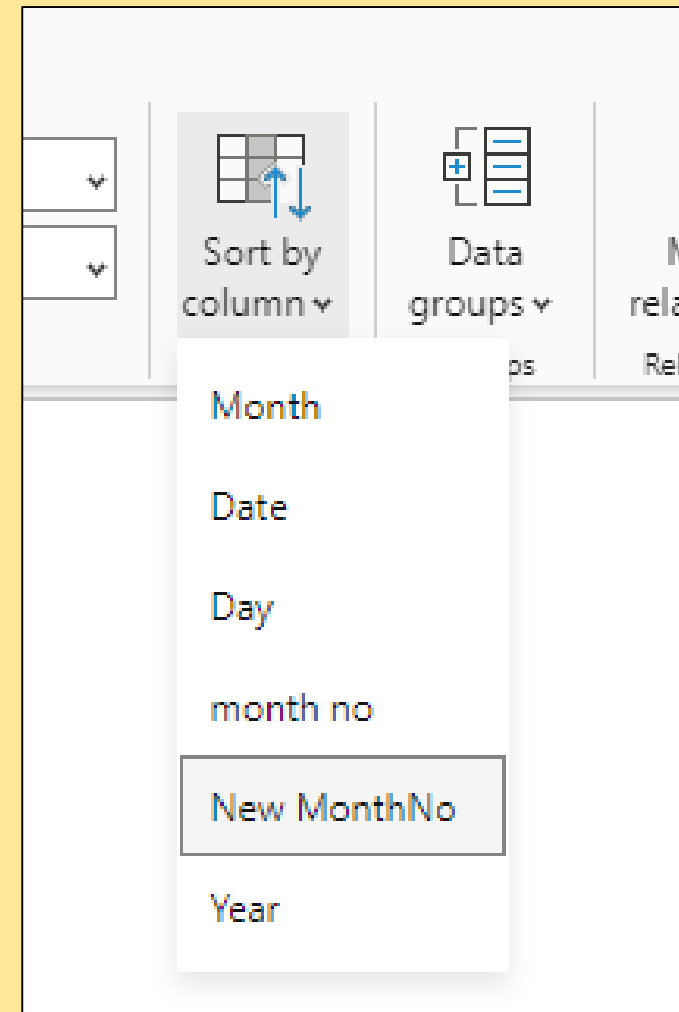 Sort by
column
Data
groups
Month
Date
Day
month no
New MonthNo
Year